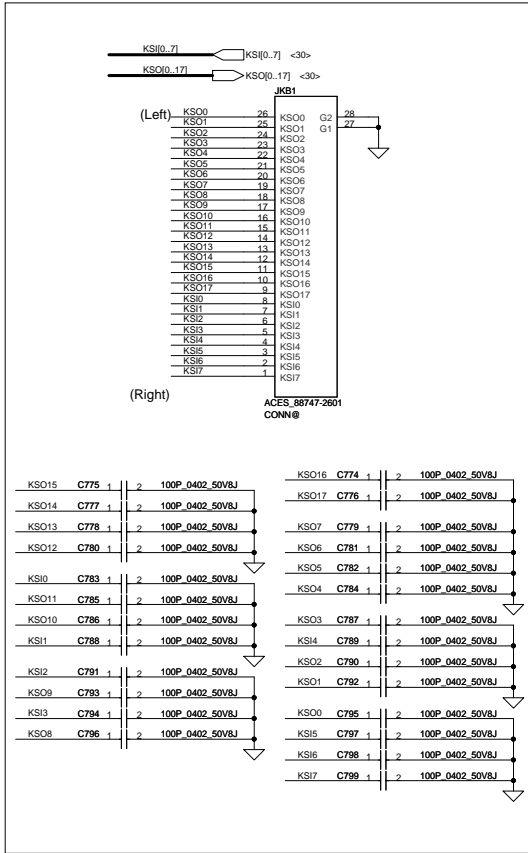 KSI[0..7] KSI[0..7] <30>
KSO[0..17] KSO[0..17] <30>
JKB1
(Left) KSO0 26 KSO0 G2 28
KSO1 25 KSO1 G1 27
KSO2 24 KSO2
KSO3 23 KSO3
KSO4 22 KSO4
KSO5 21 KSO5
KSO6 20 KSO6
KSO7 19 KSO7
KSO8 18 KSO8
KSO9 17 KSO9
KSO10 16 KSO10
KSO11 15 KSO11
KSO12 14 KSO12
KSO13 13 KSO13
KSO14 12 KSO14
KSO15 11 KSO15
KSO16 10 KSO16
KSO17 9 KSO17
KSI0 8 KSI0
KSI1 7 KSI1
KSI2 6 KSI2
KSI3 5 KSI3
KSI4 4 KSI4
KSI5 3 KSI5
KSI6 2 KSI6
KSI7 1 KSI7
(Right)
ACES_88747-2601
CONN@
KSO15 C775 1 2 100P_0402_50V8J
KSO14 C777 1 2 100P_0402_50V8J
KSO13 C778 1 2 100P_0402_50V8J
KSO12 C780 1 2 100P_0402_50V8J
KSI0 C783 1 2 100P_0402_50V8J
KSO11 C785 1 2 100P_0402_50V8J
KSO10 C786 1 2 100P_0402_50V8J
KSI1 C788 1 2 100P_0402_50V8J
KSI2 C791 1 2 100P_0402_50V8J
KSO9 C793 1 2 100P_0402_50V8J
KSI3 C794 1 2 100P_0402_50V8J
KSO8 C796 1 2 100P_0402_50V8J
KSO16 C774 1 2 100P_0402_50V8J
KSO17 C776 1 2 100P_0402_50V8J
KSO7 C779 1 2 100P_0402_50V8J
KSO6 C781 1 2 100P_0402_50V8J
KSO5 C782 1 2 100P_0402_50V8J
KSO4 C784 1 2 100P_0402_50V8J
KSO3 C787 1 2 100P_0402_50V8J
KSI4 C789 1 2 100P_0402_50V8J
KSO2 C790 1 2 100P_0402_50V8J
KSO1 C792 1 2 100P_0402_50V8J
KSO0 C795 1 2 100P_0402_50V8J
KSI5 C797 1 2 100P_0402_50V8J
KSI6 C798 1 2 100P_0402_50V8J
KSI7 C799 1 2 100P_0402_50V8J